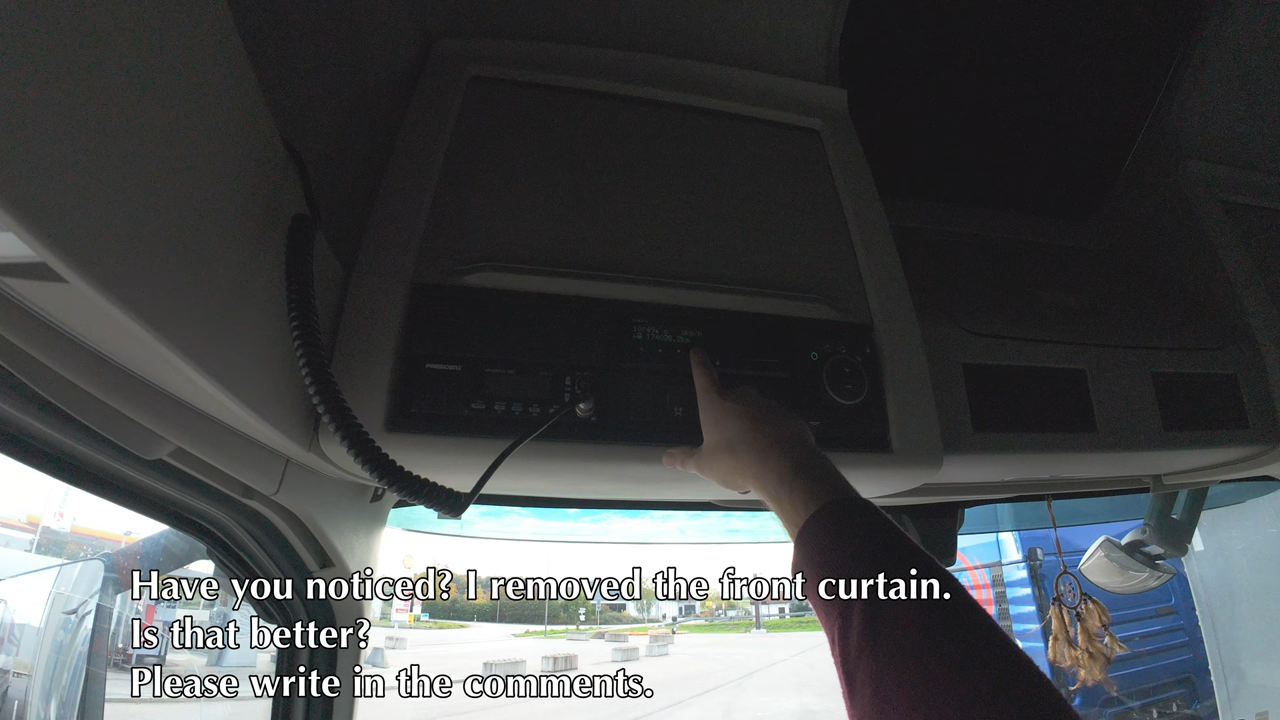 Have you noticed? I removed the front curtain.
Is that better?
Please write in the comments.